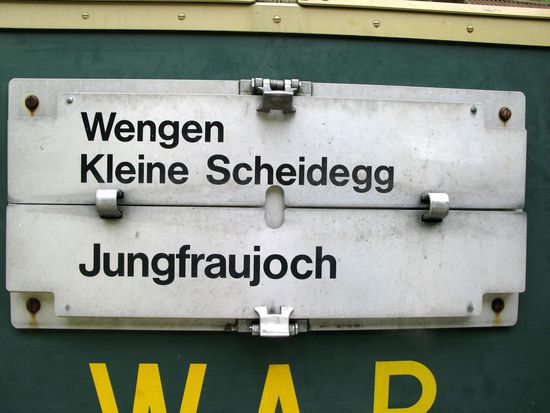 Wengen
Kleine Scheidegg
Jungfraujoch
W A B